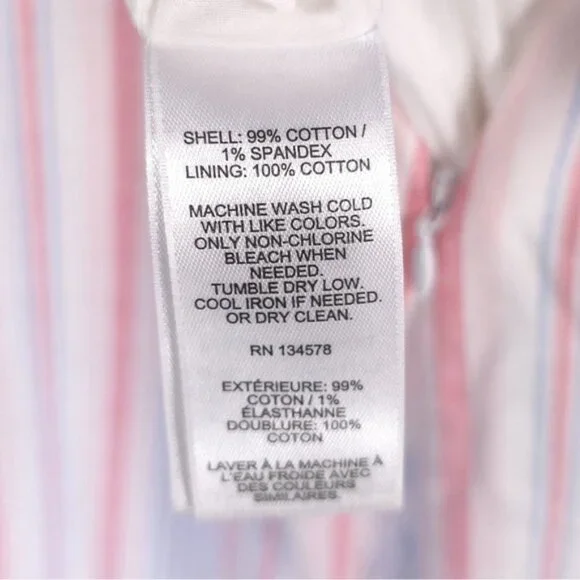 SHELL: 99% COTTON /
1% SPANDEX
LINING: 100% COTTON
MACHINE WASH COLD
WITH LIKE COLORS.
ONLY NON-CHLORINE
BLEACH WHEN
NEEDED.
TUMBLE DRY LOW.
COOL IRON IF NEEDED.
OR DRY CLEAN.
RN 134578
EXTÉRIEURE: 99%
COTON / 1%
ÉLASTHANNE
DOUBLURE: 100%
COTON
LAVER À LA MACHINE À
L'EAU FROIDE AVEC
DES COULEURS
SIMILAIRES.